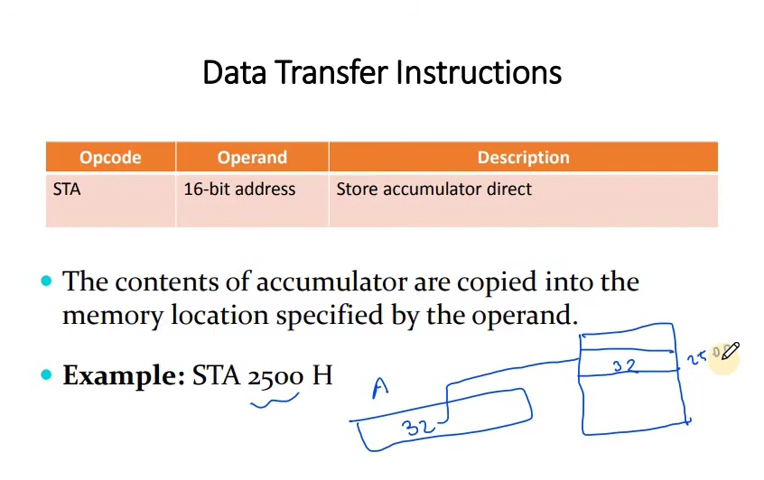 Data Transfer Instructions
Opcode Operand Description
STA 16-bit address Store accumulator direct
The contents of accumulator are copied into the
memory location specified by the operand.
Example: STA 2500 H
A
32
32
2500